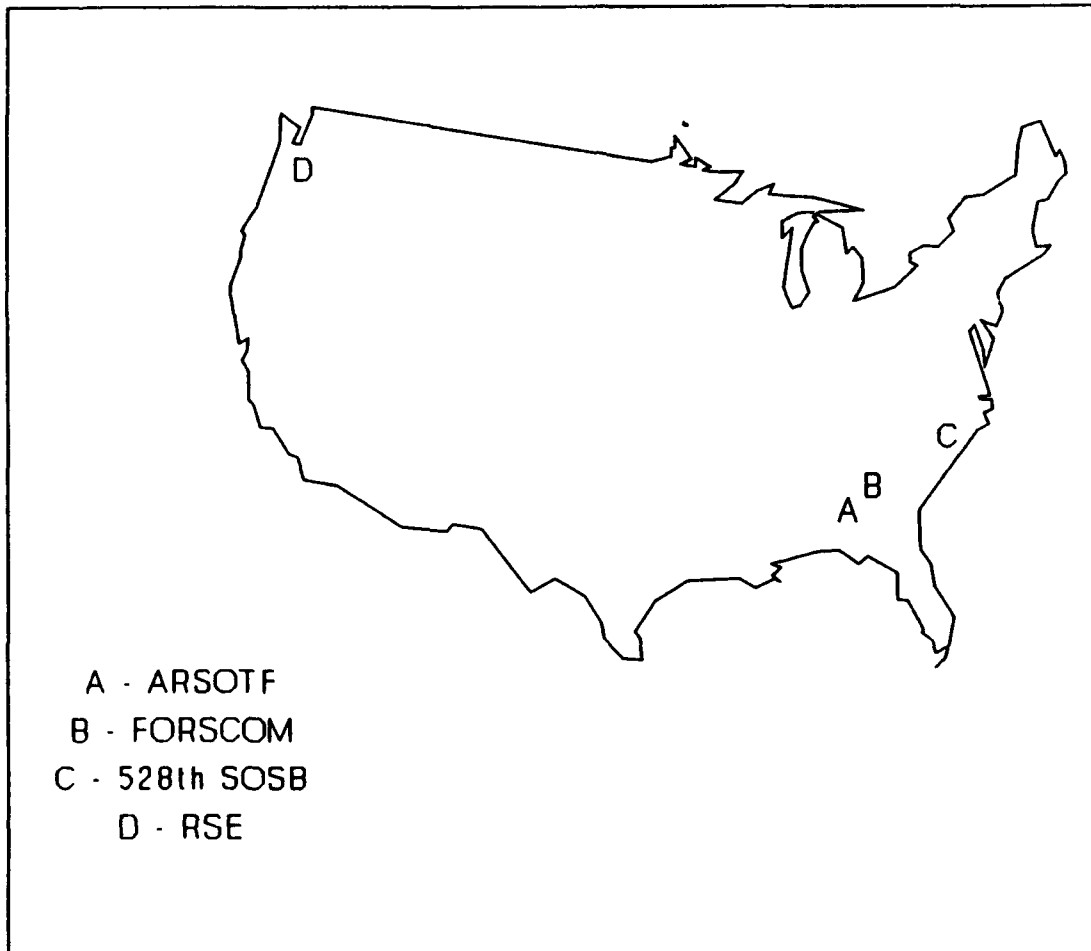 D
C
B
A
A - ARSOTF
B - FORSCOM
C - 528th SOSB
D - RSE